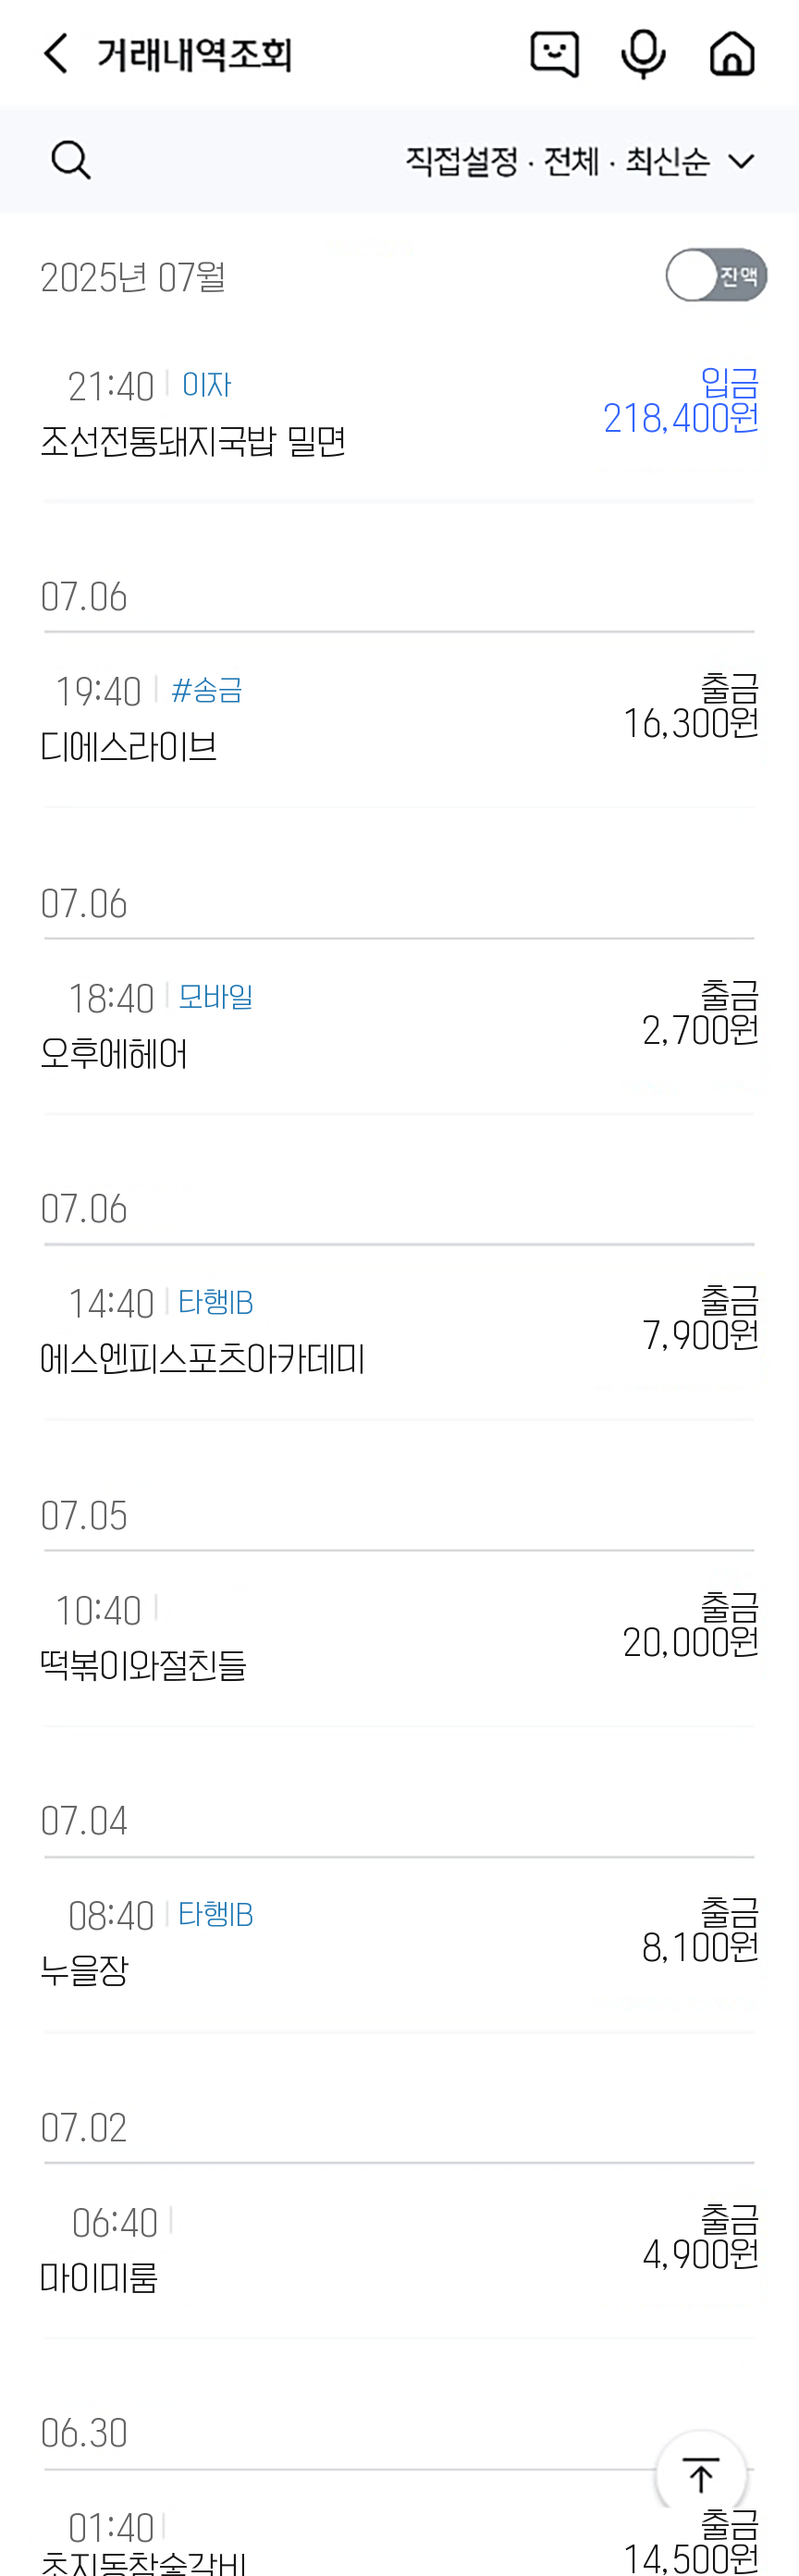 거래내역조회
직접설정 · 전체 · 최신순
2025년 07월
잔액
21:40 이자
입금
218,400원
조선전통돼지국밥 밀면
07.06
19:40 #송금
출금
16,300원
디에스라이브
07.06
18:40 모바일
출금
2,700원
오후에헤어
07.06
14:40 타행IB
출금
7,900원
에스엔피스포츠아카데미
07.05
10:40
출금
20,000원
떡볶이와절친들
07.04
08:40 타행IB
출금
8,100원
누을장
07.02
06:40
출금
4,900원
마이미룸
06.30
01:40
출금
14,500원
초지동참숯갈비